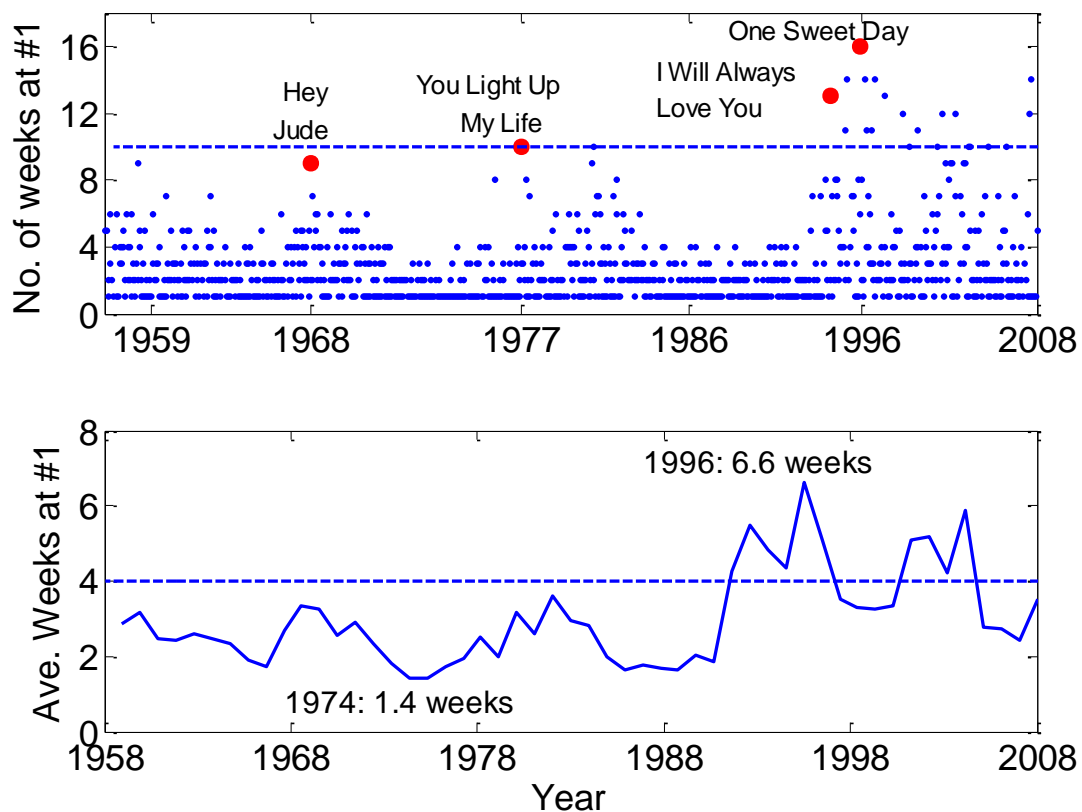 No. of weeks at #1
16
12
8
4
0
One Sweet Day
I Will Always
Love You
You Light Up
My Life
Hey
Jude
1959 1968 1977 1986 1996 2008
Ave. Weeks at #1
8
6
4
2
0
1996: 6.6 weeks
1974: 1.4 weeks
1958 1968 1978 1988 1998 2008
Year